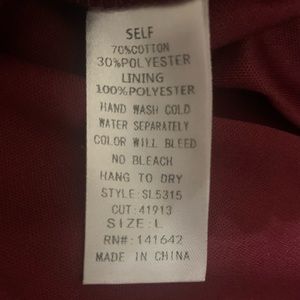 SELF
70%COTTON
30%POLYESTER
LINING
100%POLYESTER
HAND WASH COLD
WATER SEPARATELY
COLOR WILL BLEED
NO BLEACH
HANG TO DRY
STYLE: SL5315
CUT: 41913
SIZE: L
RN#: 141642
MADE IN CHINA